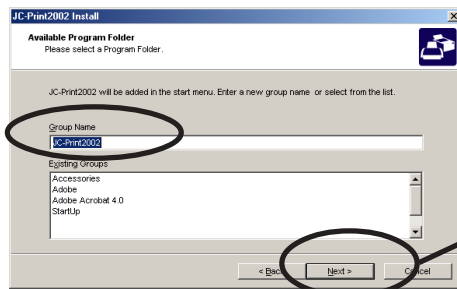 JC-Print2002 Install
Available Program Folder
Please select a Program Folder.
JC-Print2002 will be added in the start menu. Enter a new group name or select from the list.
Group Name
JC-Print2002
Existing Groups
Accessories
Adobe
Adobe Acrobat 4.0
StartUp
< Back Next > Cancel